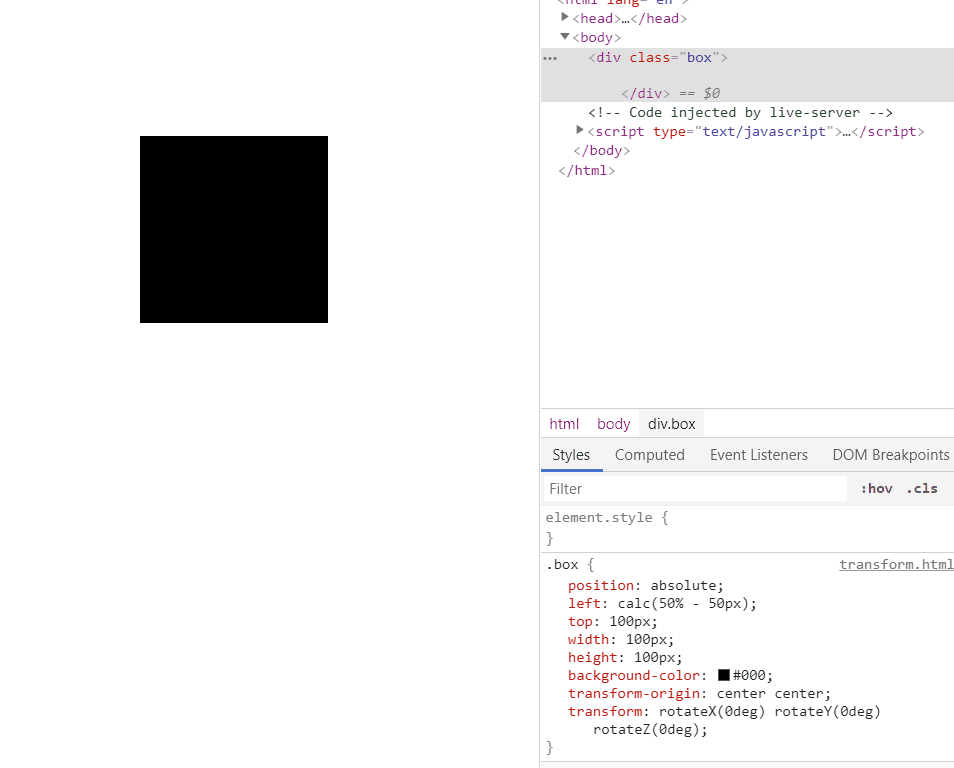 <html lang="en">
<head>…</head>
<body>
<div class="box">
</div> == $0
<!-- Code injected by live-server -->
<script type="text/javascript">…</script>
</body>
</html>
html body div.box
Styles Computed Event Listeners DOM Breakpoints
Filter :hov .cls
element.style {
}
.box { transform.html
position: absolute;
left: calc(50% - 50px);
top: 100px;
width: 100px;
height: 100px;
background-color: #000;
transform-origin: center center;
transform: rotateX(0deg) rotateY(0deg)
rotateZ(0deg);
}